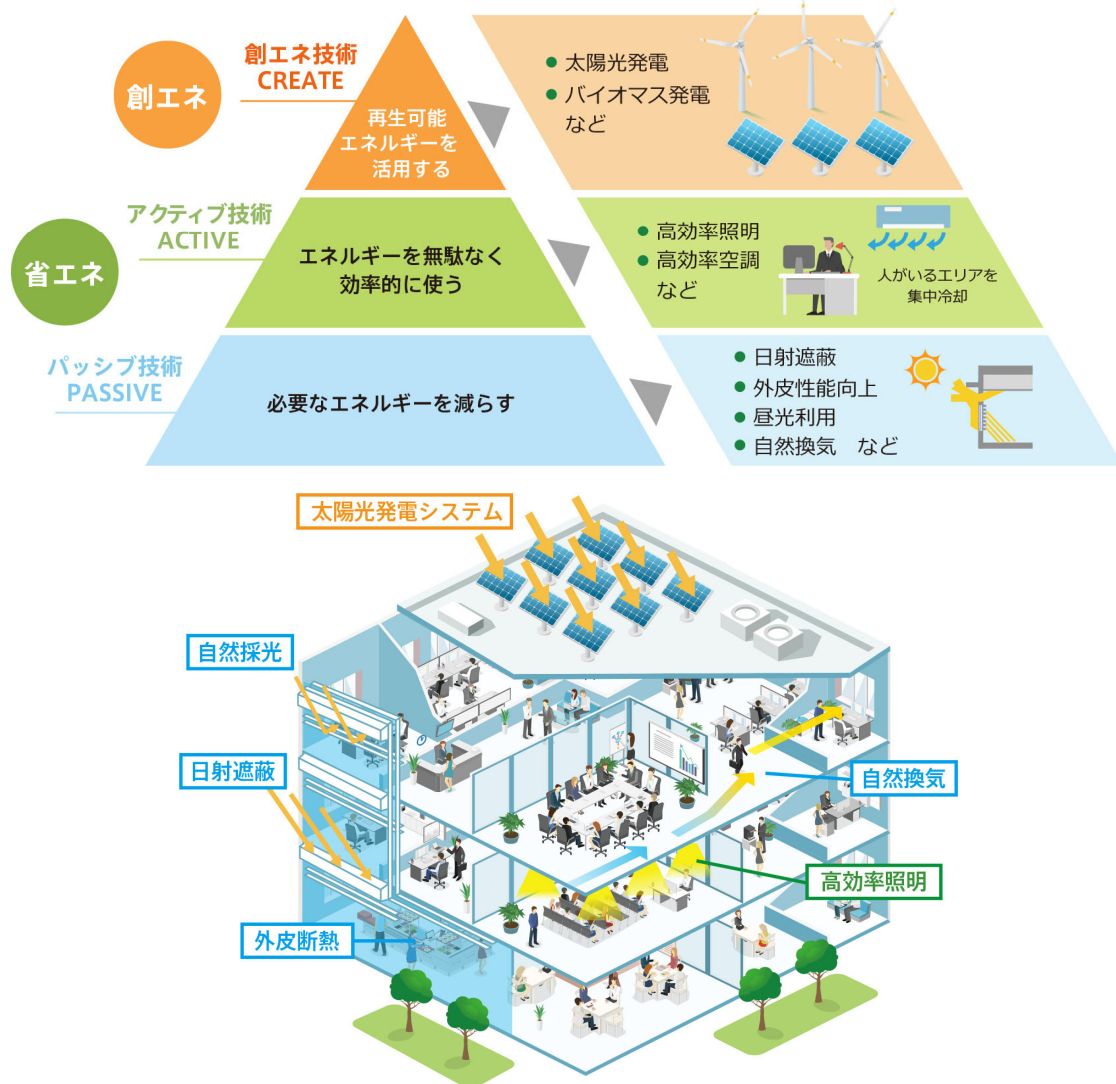 創エネ
創エネ技術
CREATE
再生可能
エネルギーを
活用する
● 太陽光発電
● バイオマス発電
など
省エネ
アクティブ技術
ACTIVE
エネルギーを無駄なく
効率的に使う
● 高効率照明
● 高効率空調
など
人がいるエリアを
集中冷却
パッシブ技術
PASSIVE
必要なエネルギーを減らす
● 日射遮蔽
● 外皮性能向上
● 昼光利用
● 自然換気　など
太陽光発電システム
自然採光
日射遮蔽
自然換気
高効率照明
外皮断熱